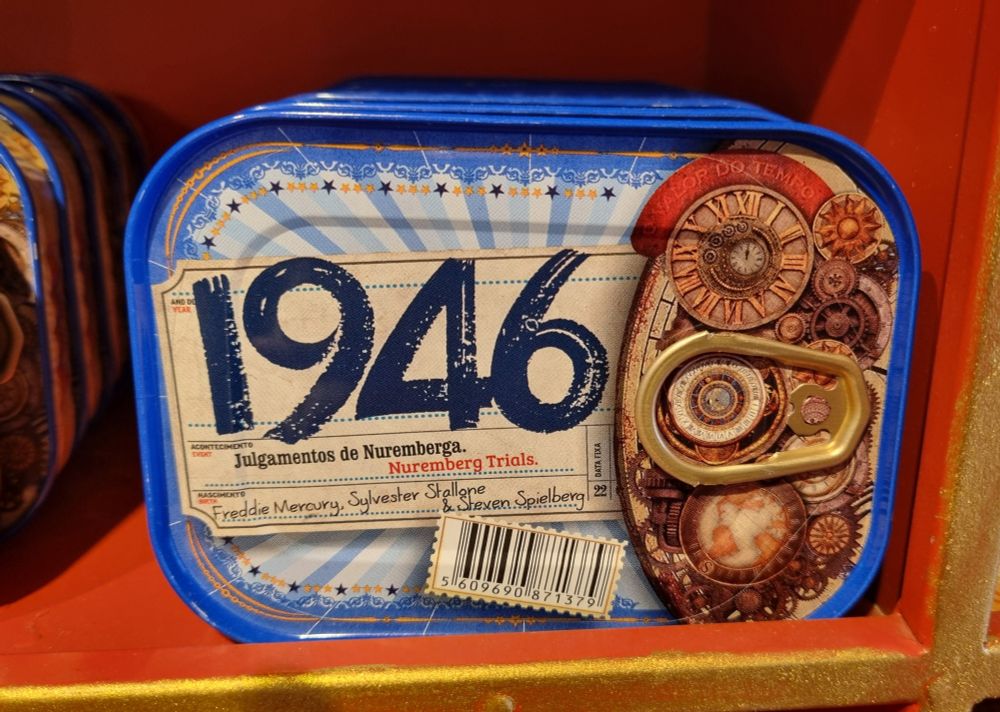 VALOR DO TEMPO
ANO DE
YEAR
1946
ACONTECIMENTO
EVENT
Julgamentos de Nuremberga.
Nuremberg Trials.
DATA FIXA
22
NASCIMENTO
BIRTH
Freddie Mercury, Sylvester Stallone
& Steven Spielberg
5 609690 871379